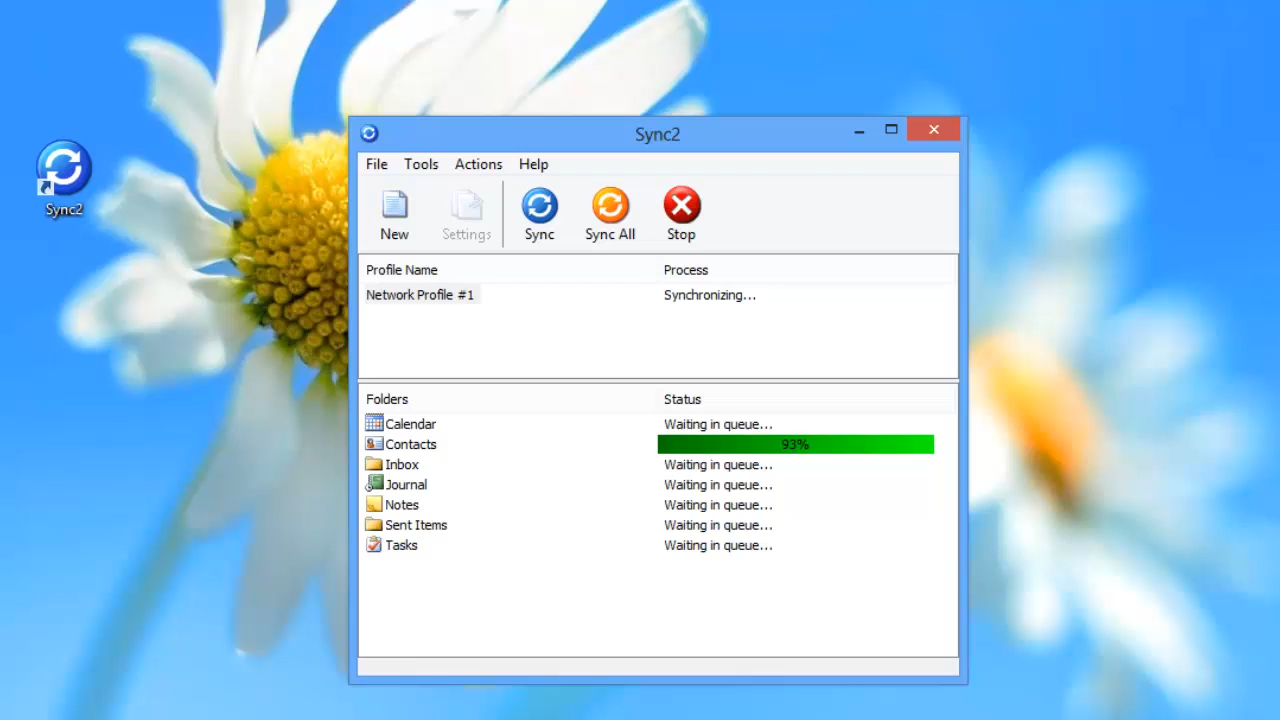 Sync2
Sync2
File Tools Actions Help
New Settings Sync Sync All Stop
Profile Name Process
Network Profile #1 Synchronizing...
Folders Status
Calendar Waiting in queue...
Contacts 93%
Inbox Waiting in queue...
Journal Waiting in queue...
Notes Waiting in queue...
Sent Items Waiting in queue...
Tasks Waiting in queue...